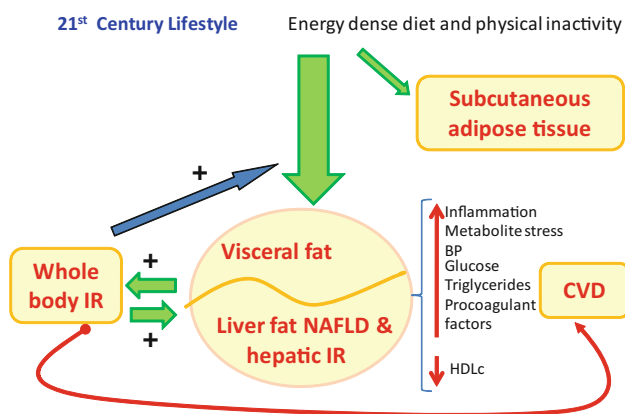 21st Century Lifestyle
Energy dense diet and physical inactivity
Subcutaneous
adipose tissue
+
Visceral fat
Liver fat NAFLD &
hepatic IR
+
Whole
body IR
+
Inflammation
Metabolite stress
BP
Glucose
Triglycerides
Procoagulant
factors
HDLc
CVD